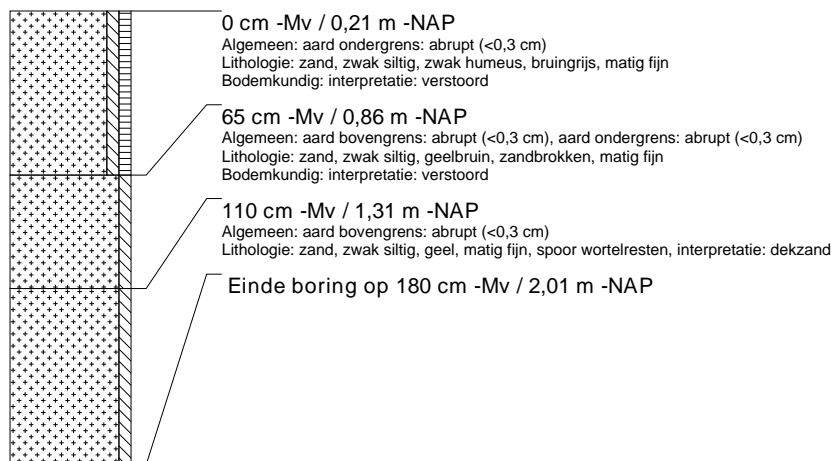 0 cm -Mv / 0,21 m -NAP
Algemeen: aard ondergrens: abrupt (<0,3 cm)
Lithologie: zand, zwak siltig, zwak humeus, bruingrijs, matig fijn
Bodemkundig: interpretatie: verstoord
65 cm -Mv / 0,86 m -NAP
Algemeen: aard bovengrens: abrupt (<0,3 cm), aard ondergrens: abrupt (<0,3 cm)
Lithologie: zand, zwak siltig, geelbruin, zandbrokken, matig fijn
Bodemkundig: interpretatie: verstoord
110 cm -Mv / 1,31 m -NAP
Algemeen: aard bovengrens: abrupt (<0,3 cm)
Lithologie: zand, zwak siltig, geel, matig fijn, spoor wortelresten, interpretatie: dekzand
Einde boring op 180 cm -Mv / 2,01 m -NAP